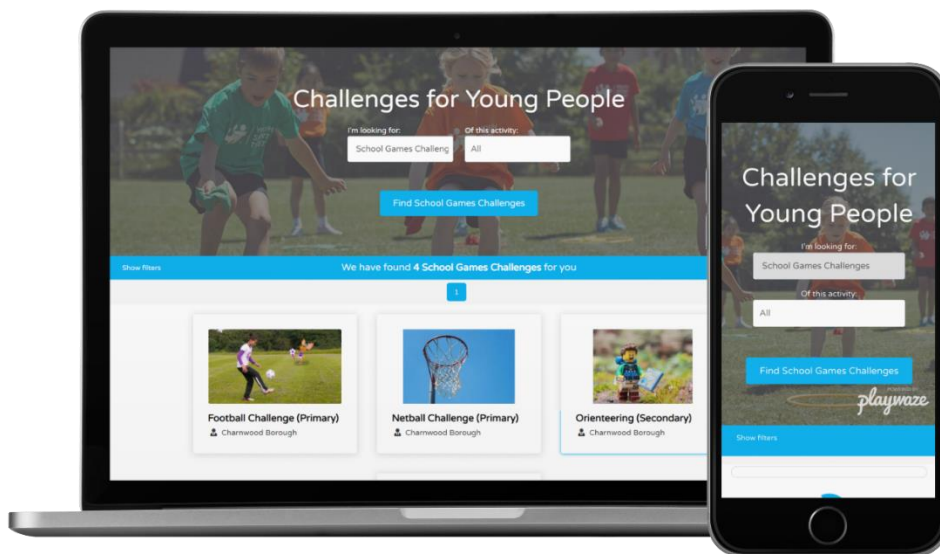 Challenges for Young People
I'm looking for: Of this activity:
School Games Challeng All
Find School Games Challenges
Show filters We have found 4 School Games Challenges for you
1
Football Challenge (Primary) Netball Challenge (Primary) Orienteering (Secondary)
Charnwood Borough Charnwood Borough Charnwood Borough
Challenges for
Young People
I'm looking for:
School Games Challenges
Of this activity:
All
Find School Games Challenges
POWERED BY
playwaze
Show filters